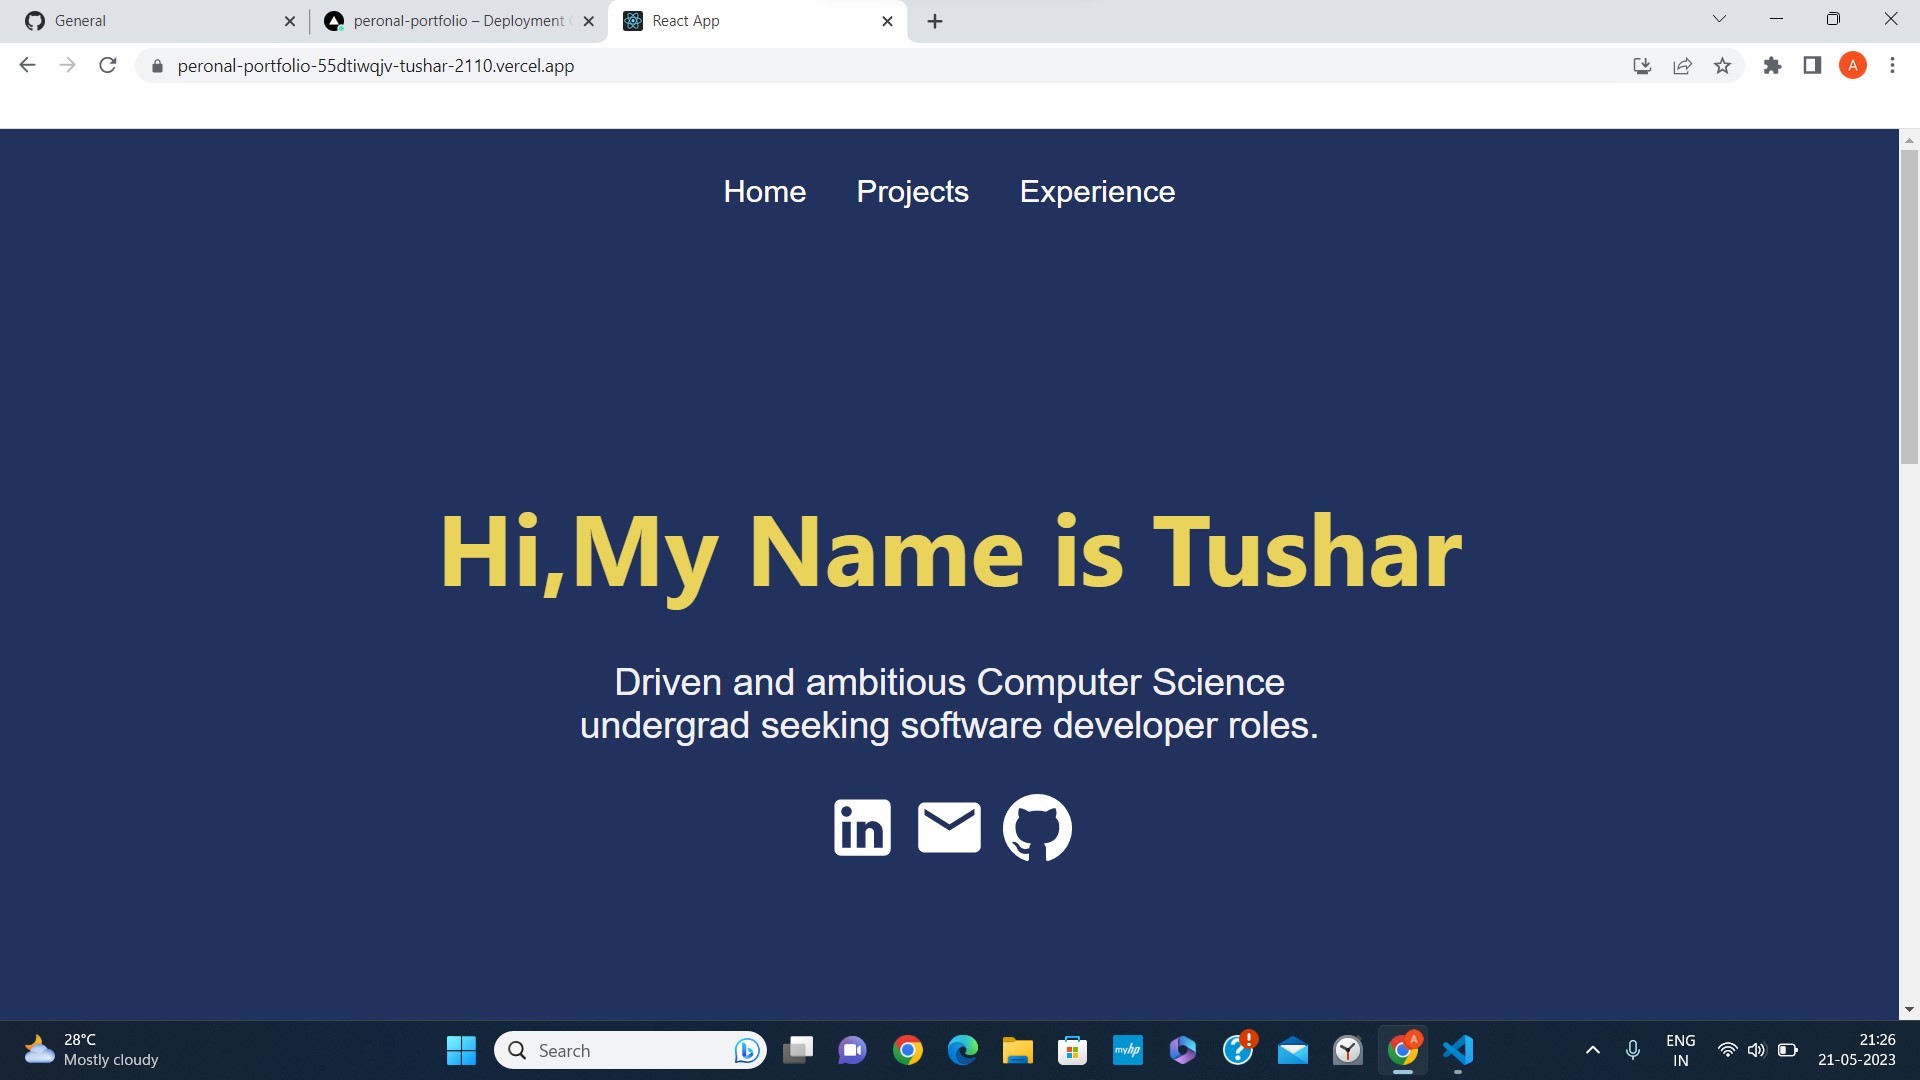 General
peronal-portfolio – Deployment
React App
peronal-portfolio-55dtiwqjv-tushar-2110.vercel.app
A
Home Projects Experience
Hi,My Name is Tushar
Driven and ambitious Computer Science
undergrad seeking software developer roles.
in
28°C
Mostly cloudy
Search
myhp
A
ENG
IN
21:26
21-05-2023